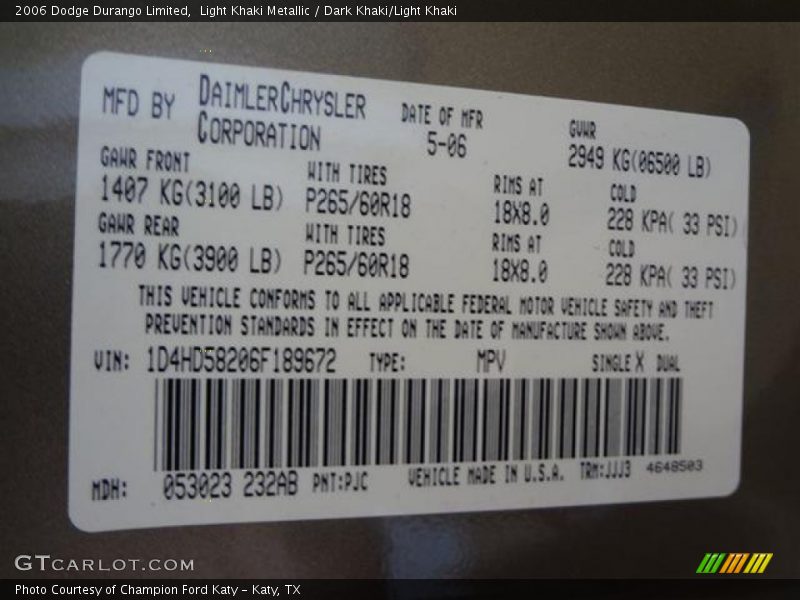 2006 Dodge Durango Limited,  Light Khaki Metallic / Dark Khaki/Light Khaki
MFD BY DAIMLERCHRYSLER CORPORATION
DATE OF MFR 5-06
GVWR 2949 KG(06500 LB)
GAWR FRONT WITH TIRES RIMS AT COLD
1407 KG(3100 LB) P265/60R18 18X8.0 228 KPA( 33 PSI)
GAWR REAR WITH TIRES RIMS AT COLD
1770 KG(3900 LB) P265/60R18 18X8.0 228 KPA( 33 PSI)
THIS VEHICLE CONFORMS TO ALL APPLICABLE FEDERAL MOTOR VEHICLE SAFETY AND THEFT
PREVENTION STANDARDS IN EFFECT ON THE DATE OF MANUFACTURE SHOWN ABOVE.
VIN: 1D4HD58206F189672 TYPE: MPV SINGLE X DUAL
MDH: 053023 232AB PNT:PJC VEHICLE MADE IN U.S.A. TRM:JJJ3 4648503
GTCARLOT.COM
Photo Courtesy of Champion Ford Katy – Katy, TX